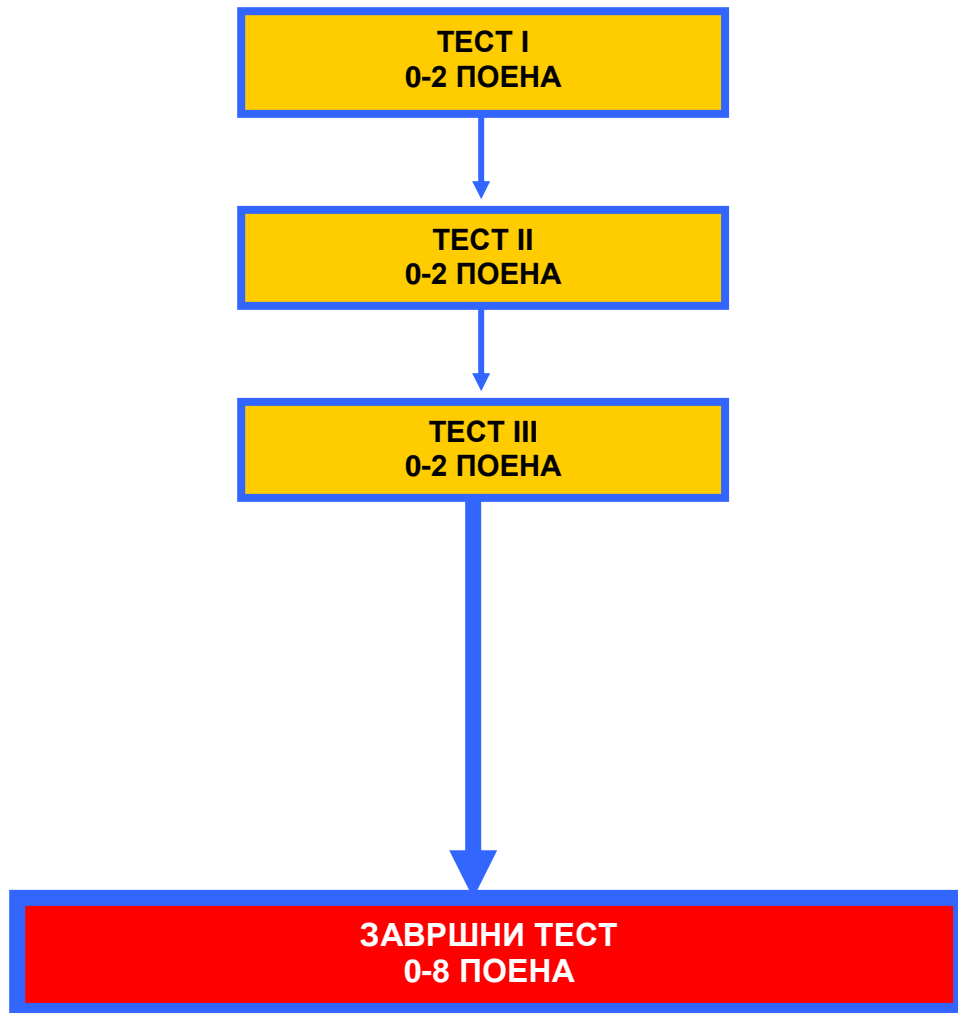 ТЕСТ I
0-2 ПОЕНА
ТЕСТ II
0-2 ПОЕНА
ТЕСТ III
0-2 ПОЕНА
ЗАВРШНИ ТЕСТ
0-8 ПОЕНА